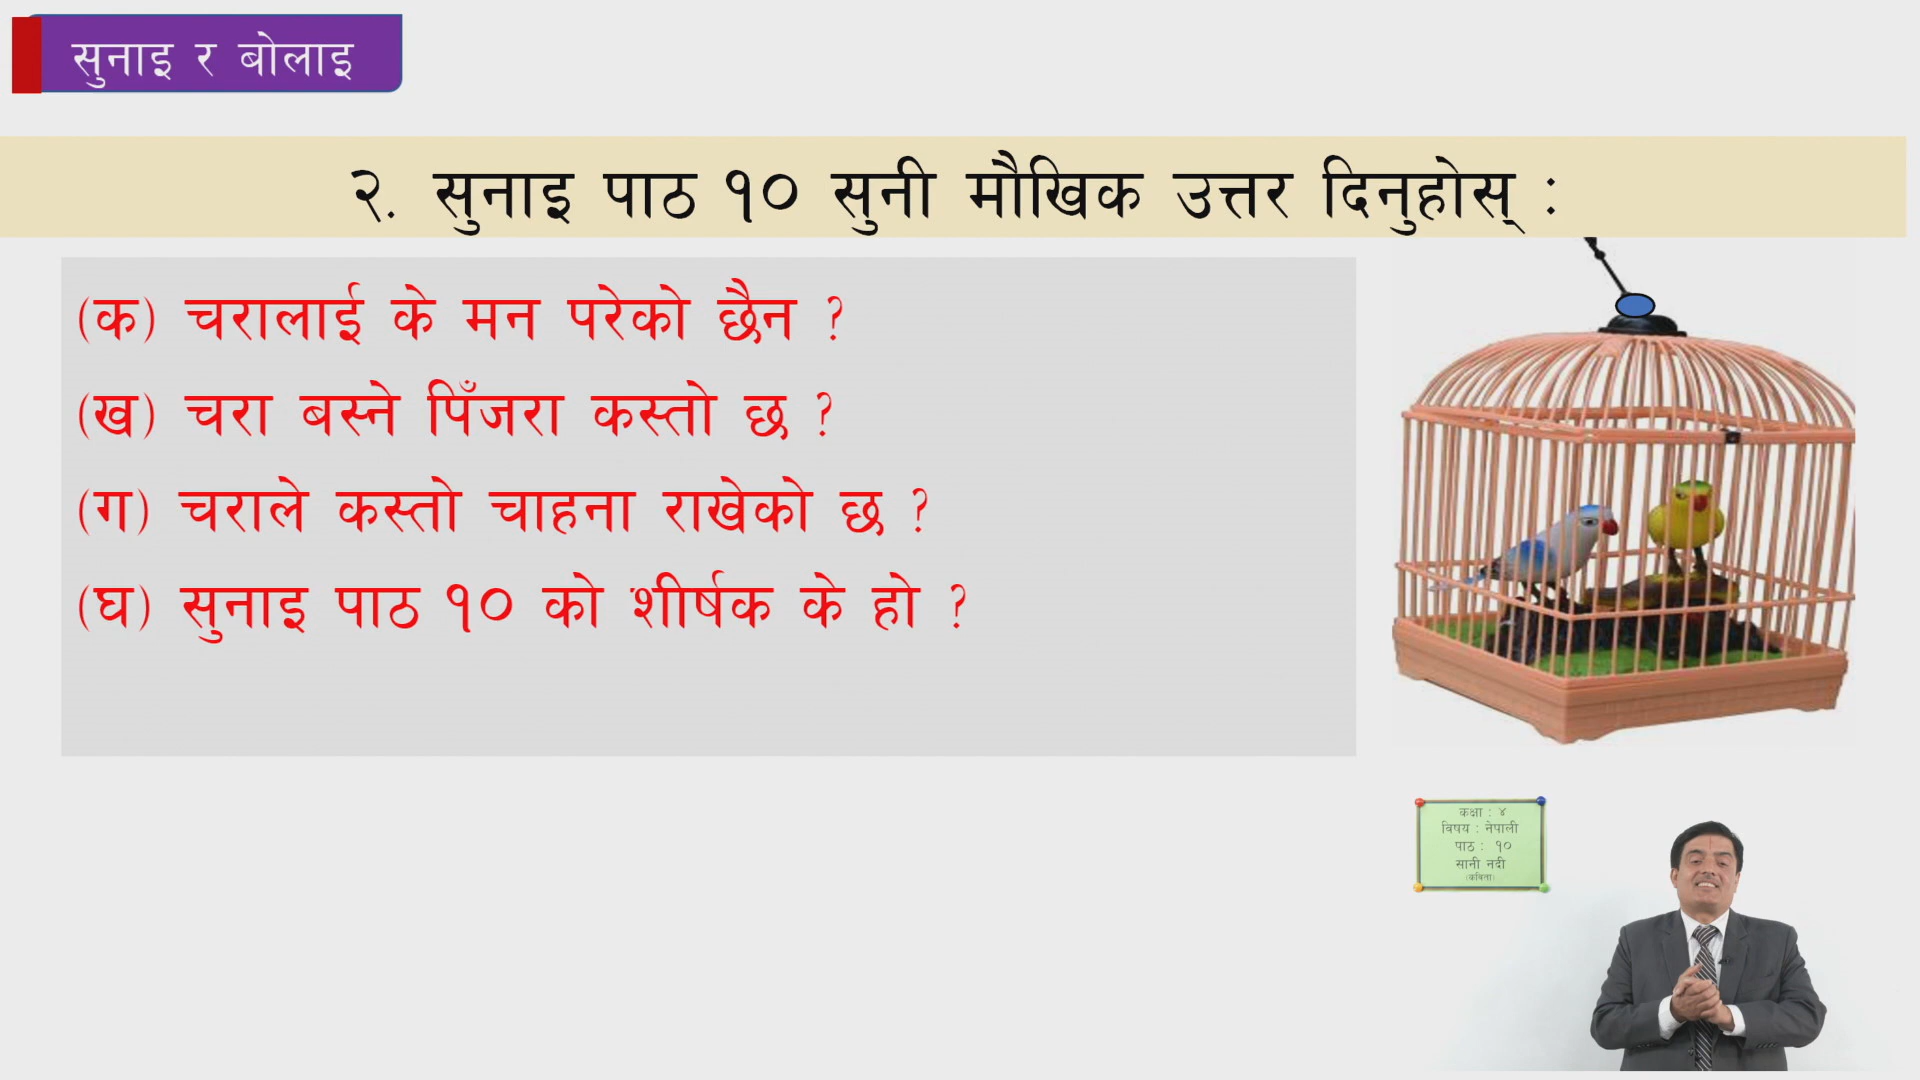 सुनाइ र बोलाइ
२. सुनाइ पाठ १० सुनी मौखिक उत्तर दिनुहोस् :
(क) चरालाई के मन परेको छैन ?
(ख) चरा बस्ने पिँजरा कस्तो छ ?
(ग) चराले कस्तो चाहना राखेको छ ?
(घ) सुनाइ पाठ १० को शीर्षक के हो ?
कक्षा : ४
विषय : नेपाली
पाठ : १०
सानी नदी
(कविता)